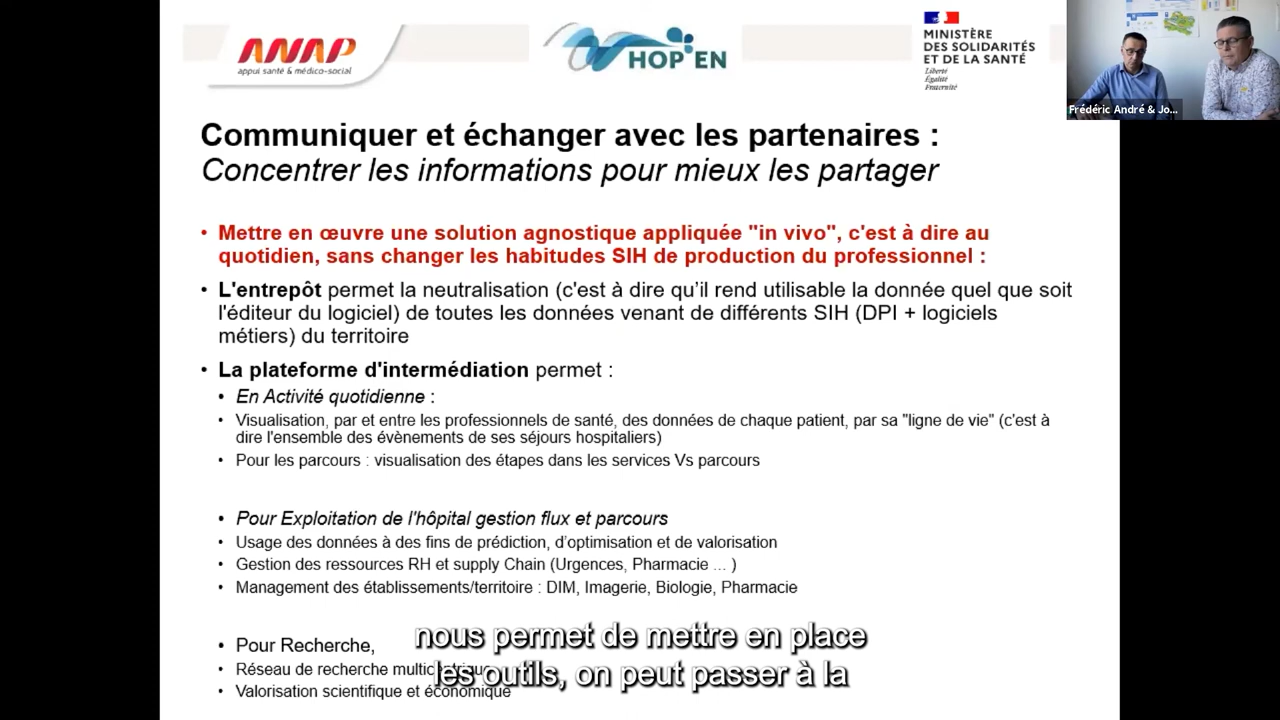 ANAP
appui santé & médico-social
HOP'EN
MINISTÈRE
DES SOLIDARITÉS
ET DE LA SANTÉ
Liberté
Égalité
Fraternité
Frédéric André & Jo...
Communiquer et échanger avec les partenaires :
Concentrer les informations pour mieux les partager
• Mettre en œuvre une solution agnostique appliquée "in vivo", c'est à dire au
quotidien, sans changer les habitudes SIH de production du professionnel :
• L'entrepôt permet la neutralisation (c'est à dire qu'il rend utilisable la donnée quel que soit
l'éditeur du logiciel) de toutes les données venant de différents SIH (DPI + logiciels
métiers) du territoire
• La plateforme d'intermédiation permet :
• En Activité quotidienne :
• Visualisation, par et entre les professionnels de santé, des données de chaque patient, par sa "ligne de vie" (c'est à
dire l'ensemble des évènements de ses séjours hospitaliers)
• Pour les parcours : visualisation des étapes dans les services Vs parcours
• Pour Exploitation de l'hôpital gestion flux et parcours
• Usage des données à des fins de prédiction, d'optimisation et de valorisation
• Gestion des ressources RH et supply Chain (Urgences, Pharmacie ... )
• Management des établissements/territoire : DIM, Imagerie, Biologie, Pharmacie
• Pour Recherche,
• Réseau de recherche multicentrique
• Valorisation scientifique et économique
nous permet de mettre en place
les outils, on peut passer à la